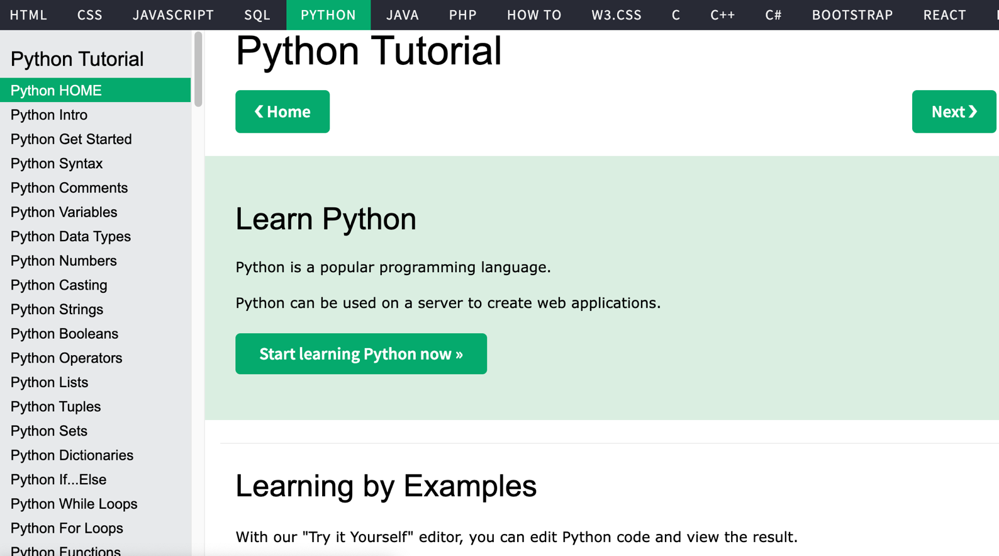 HTML CSS JAVASCRIPT SQL PYTHON JAVA PHP HOW TO W3.CSS C C++ C# BOOTSTRAP REACT
Python Tutorial
Python HOME
Python Intro
Python Get Started
Python Syntax
Python Comments
Python Variables
Python Data Types
Python Numbers
Python Casting
Python Strings
Python Booleans
Python Operators
Python Lists
Python Tuples
Python Sets
Python Dictionaries
Python If...Else
Python While Loops
Python For Loops
Python Functions
Python Tutorial
❮ Home
Next ❯
Learn Python
Python is a popular programming language.
Python can be used on a server to create web applications.
Start learning Python now »
Learning by Examples
With our "Try it Yourself" editor, you can edit Python code and view the result.